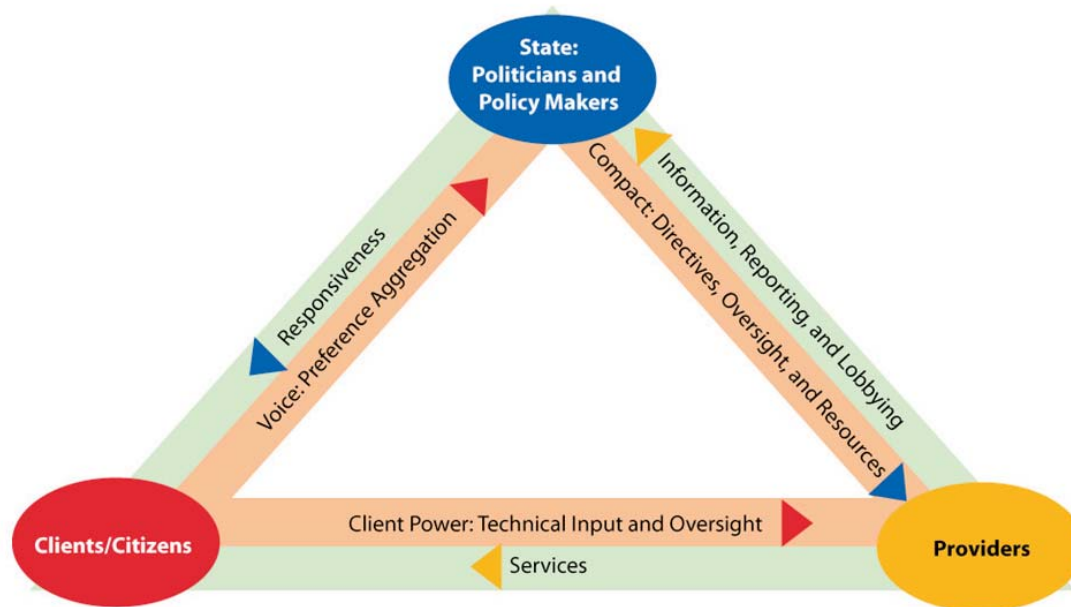 State:
Politicians and
Policy Makers
Responsiveness
Voice: Preference Aggregation
Compact: Directives, Oversight, and Resources
Information, Reporting, and Lobbying
Clients/Citizens
Client Power: Technical Input and Oversight
Services
Providers